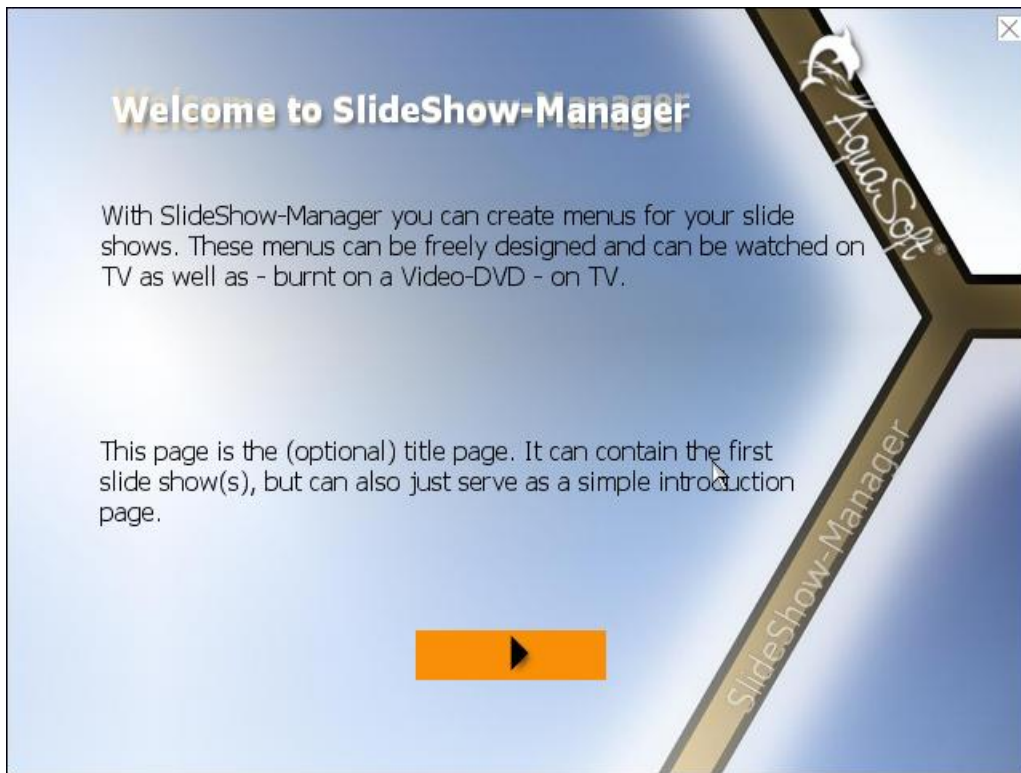 Welcome to SlideShow-Manager
With SlideShow-Manager you can create menus for your slide
shows. These menus can be freely designed and can be watched on
TV as well as - burnt on a Video-DVD - on TV.
This page is the (optional) title page. It can contain the first
slide show(s), but can also just serve as a simple introduction
page.
AquaSoft®
SlideShow-Manager